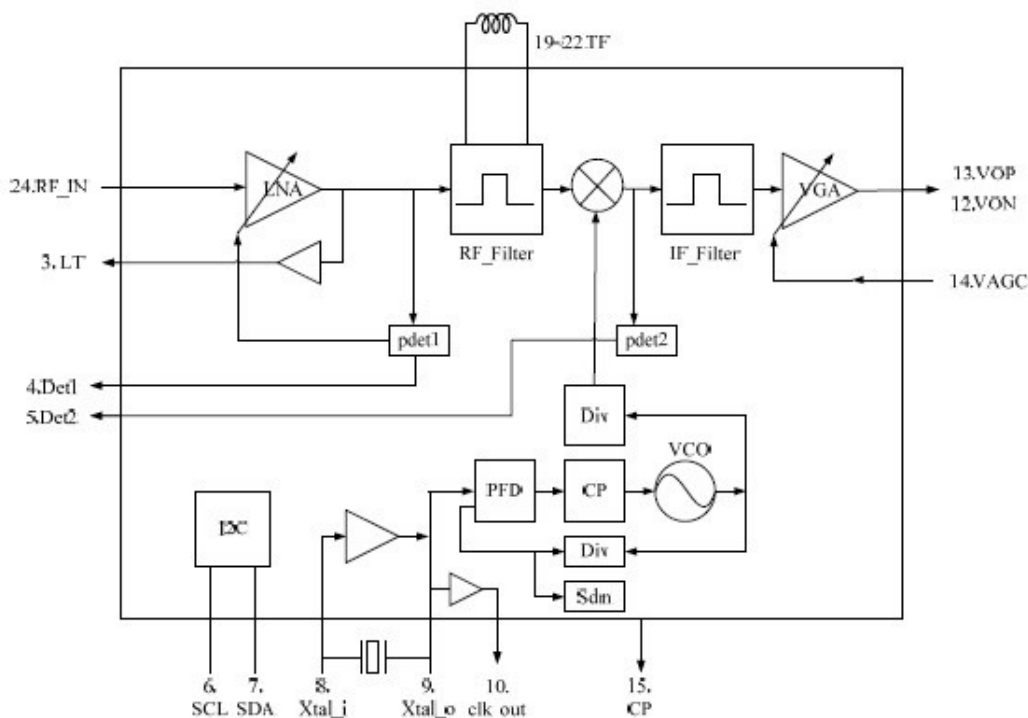 19~22.TF
24.RF_IN
LNA
VGA
13.VOP
12.VON
RF_Filter
IF_Filter
3. LT
14.VAGC
pdet1
pdet2
4.Det1
5.Det2
Div
VCO
PFD
CP
I2C
Div
Sdm
6.
SCL
7.
SDA
8.
Xtal_i
9.
Xtal_o
10.
clk out
15.
CP